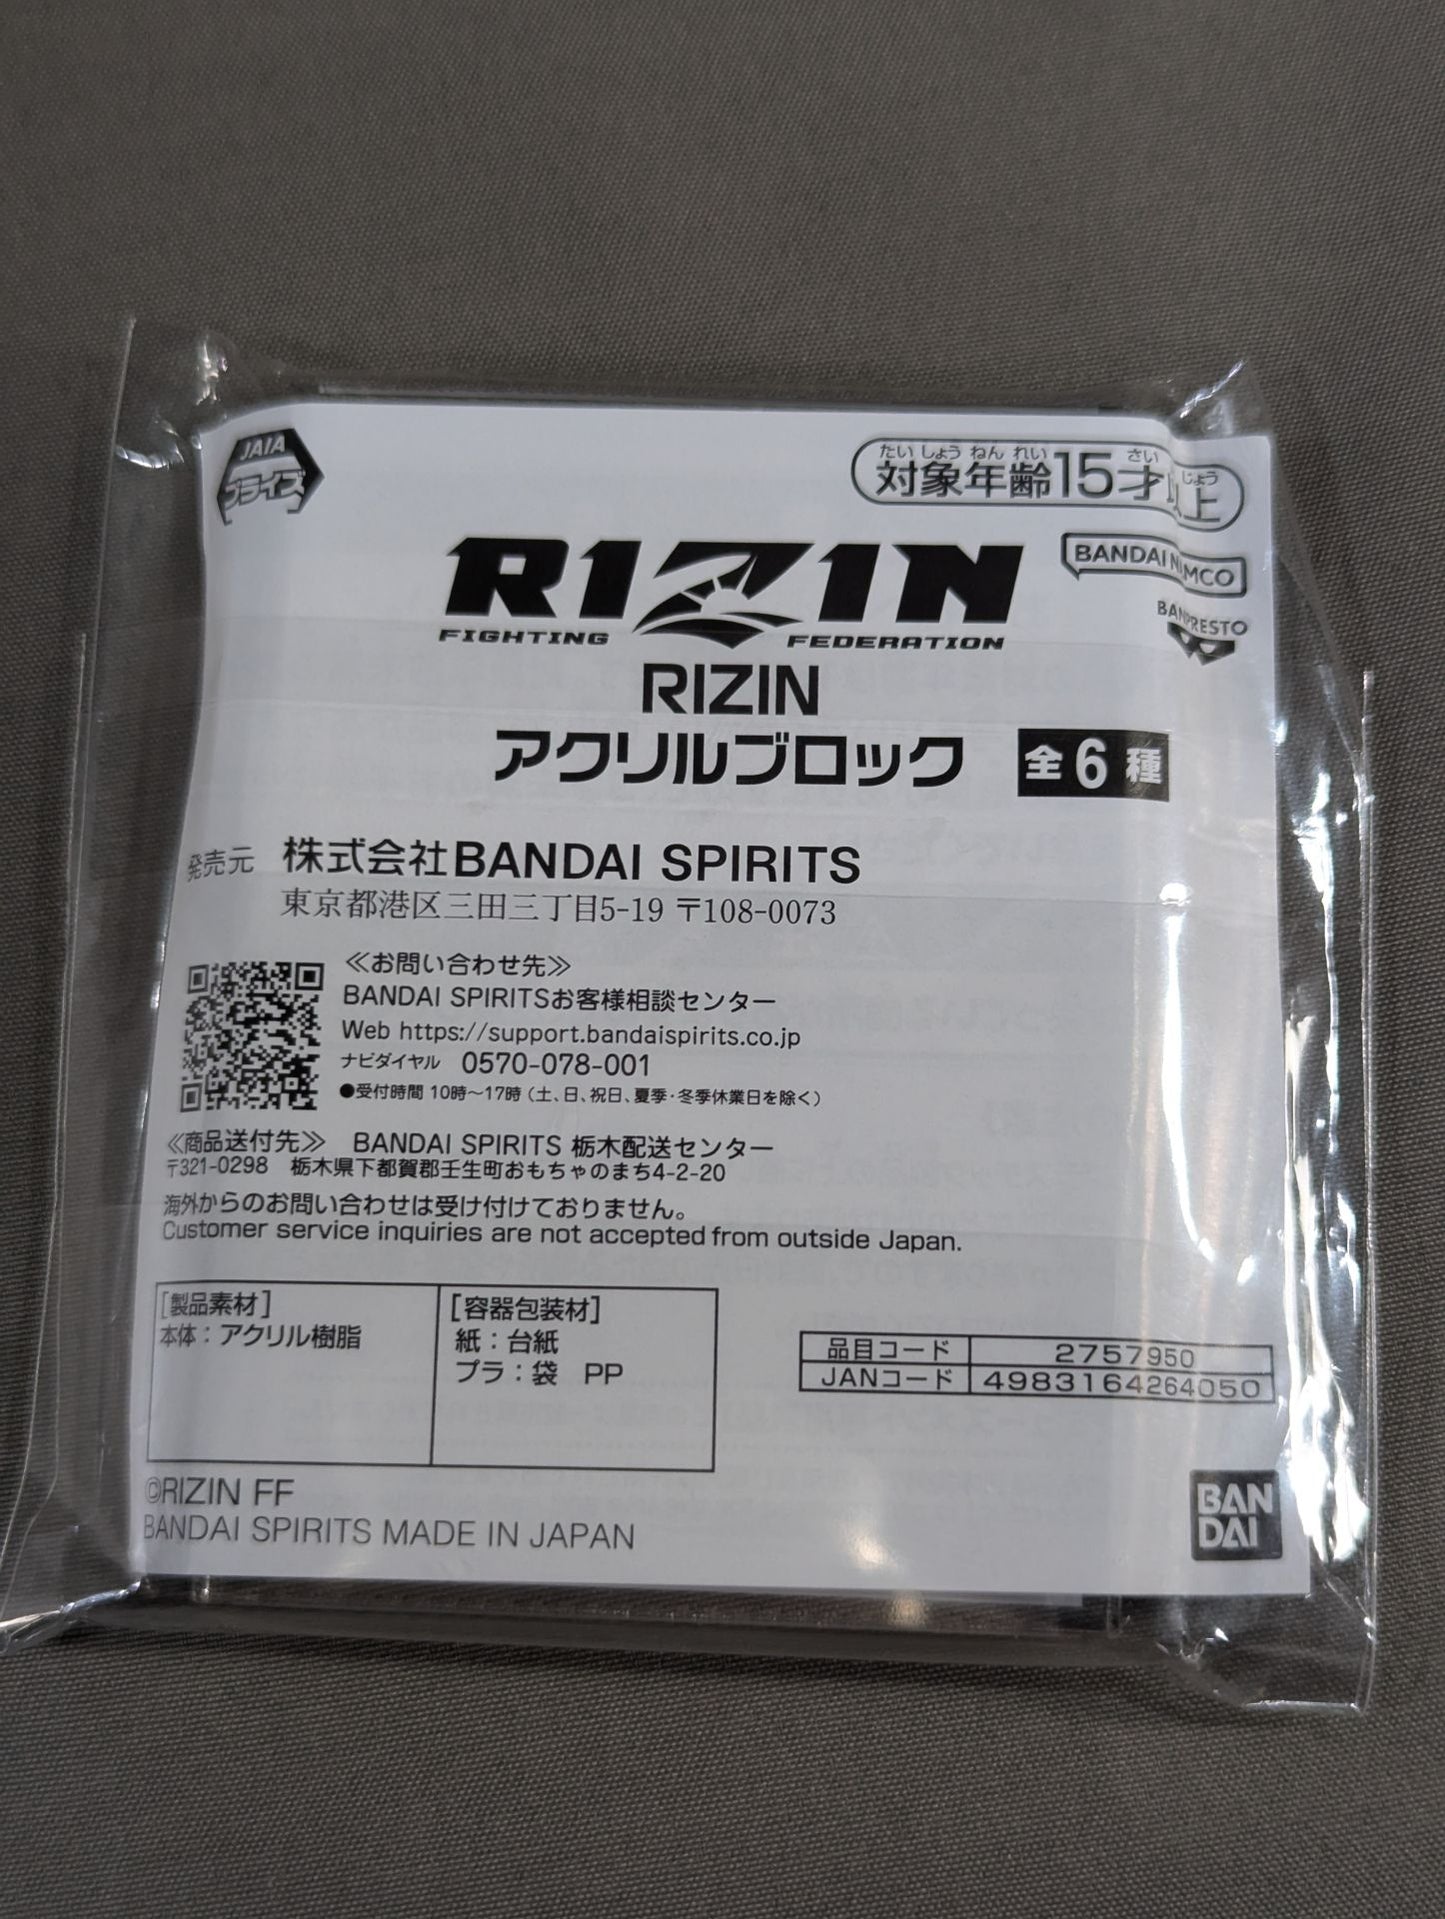 JAIA
プライズ
たいしょうねんれい さい じょう
対象年齢15才以上
BANDAI NAMCO
BANPRESTO
RIZIN
FIGHTING FEDERATION
RIZIN
アクリルブロック 全6種
発売元 株式会社BANDAI SPIRITS
東京都港区三田三丁目5-19 〒108-0073
≪お問い合わせ先≫
BANDAI SPIRITSお客様相談センター
Web https://support.bandaispirits.co.jp
ナビダイヤル 0570-078-001
●受付時間 10時〜17時（土、日、祝日、夏季・冬季休業日を除く）
≪商品送付先≫ BANDAI SPIRITS 栃木配送センター
〒321-0298 栃木県下都賀郡壬生町おもちゃのまち4-2-20
海外からのお問い合わせは受け付けておりません。
Customer service inquiries are not accepted from outside Japan.
[製品素材]
本体：アクリル樹脂
[容器包装材]
紙：台紙
プラ：袋 PP
品目コード 2757950
JANコード 4983164264050
©RIZIN FF
BANDAI SPIRITS MADE IN JAPAN
BAN
DAI